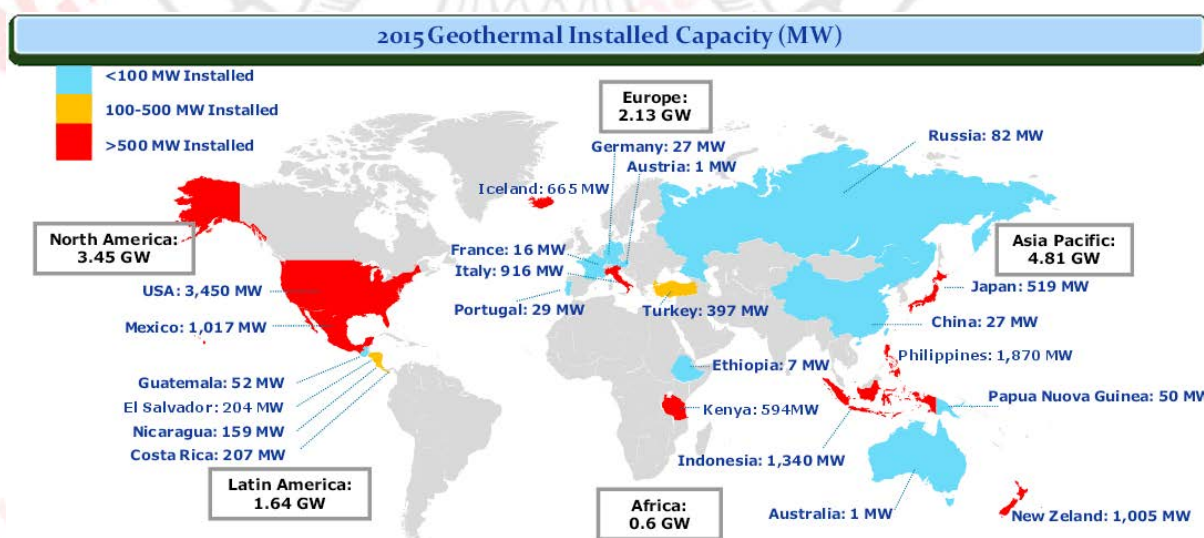 2015 Geothermal Installed Capacity (MW)
<100 MW Installed
100-500 MW Installed
>500 MW Installed
Europe:
2.13 GW
Germany: 27 MW
Austria: 1 MW
Russia: 82 MW
Iceland: 665 MW
North America:
3.45 GW
France: 16 MW
Italy: 916 MW
Portugal: 29 MW
Turkey: 397 MW
Asia Pacific:
4.81 GW
USA: 3,450 MW
Japan: 519 MW
Mexico: 1,017 MW
China: 27 MW
Philippines: 1,870 MW
Guatemala: 52 MW
Ethiopia: 7 MW
El Salvador: 204 MW
Kenya: 594MW
Papua Nuova Guinea: 50 MW
Nicaragua: 159 MW
Costa Rica: 207 MW
Indonesia: 1,340 MW
Latin America:
1.64 GW
Africa:
0.6 GW
Australia: 1 MW
New Zeland: 1,005 MW